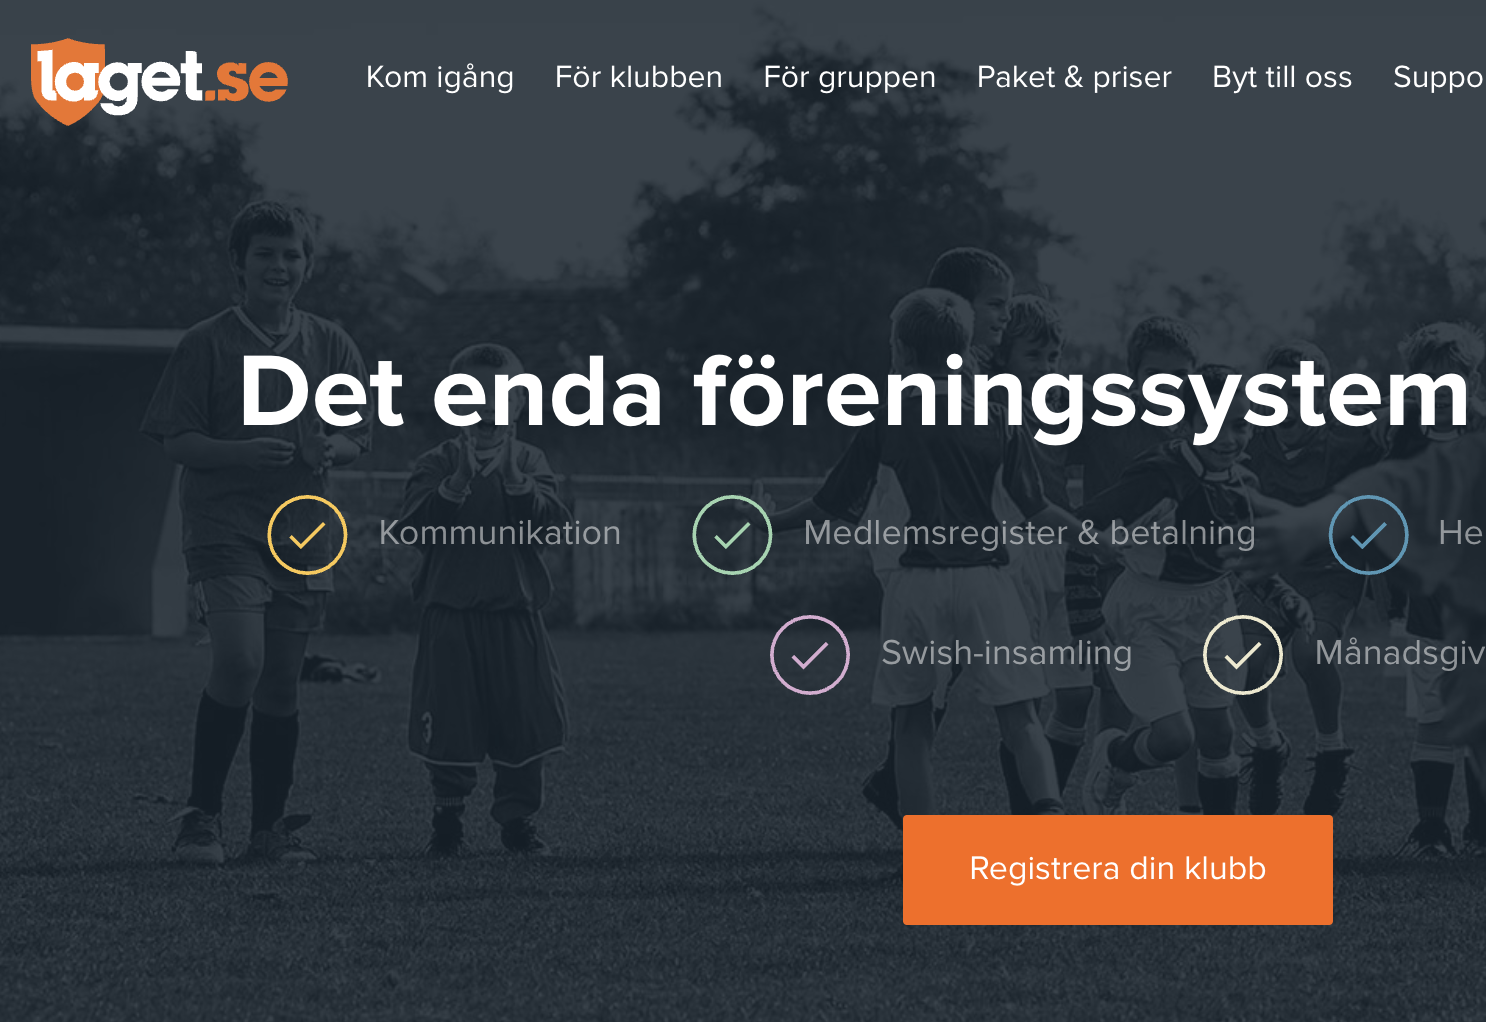 laget.se
Kom igång För klubben För gruppen Paket & priser Byt till oss Suppo
Det enda föreningssystem
Kommunikation Medlemsregister & betalning He
Swish-insamling Månadsgiv
Registrera din klubb
3